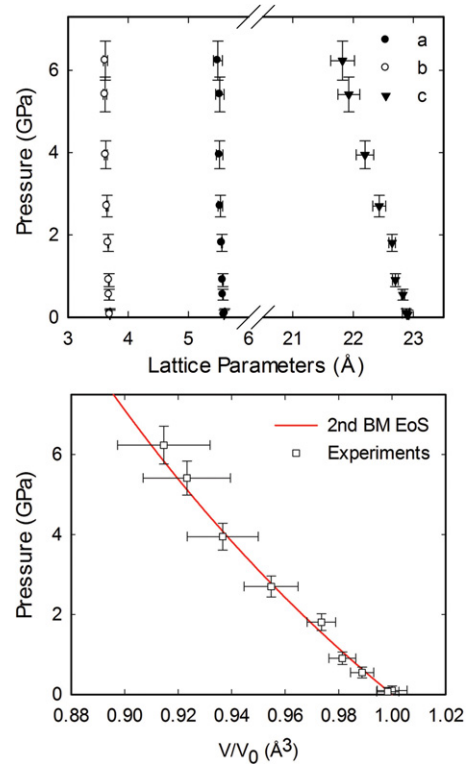 a
b
c
6
4
2
0
Pressure (GPa)
3 4 5 6 21 22 23
Lattice Parameters (Å)
2nd BM EoS
Experiments
6
4
2
0
Pressure (GPa)
0.88 0.90 0.92 0.94 0.96 0.98 1.00 1.02
V/V₀ (Å³)